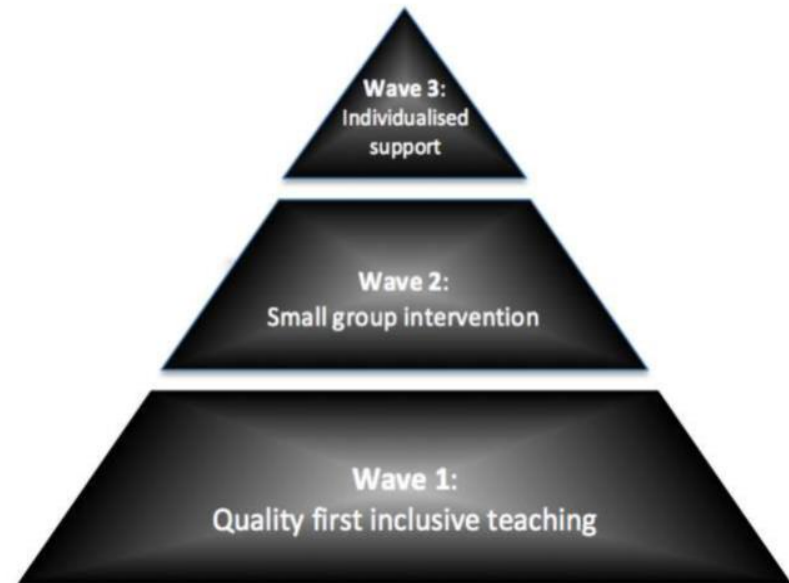 Wave 3:
Individualised
support
Wave 2:
Small group intervention
Wave 1:
Quality first inclusive teaching